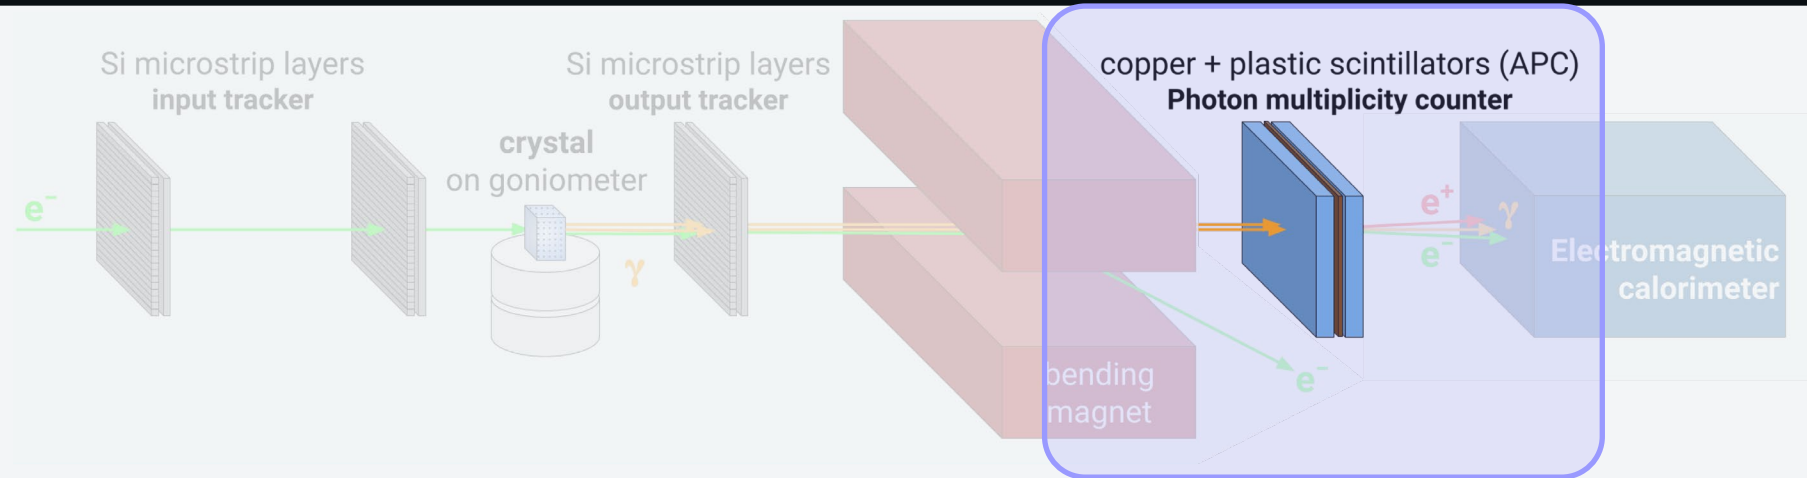 Si microstrip layers
input tracker
Si microstrip layers
output tracker
copper + plastic scintillators (APC)
Photon multiplicity counter
crystal
on goniometer
e⁻
γ
e⁺
γ
e⁻
Electromagnetic
calorimeter
bending
magnet
e⁻